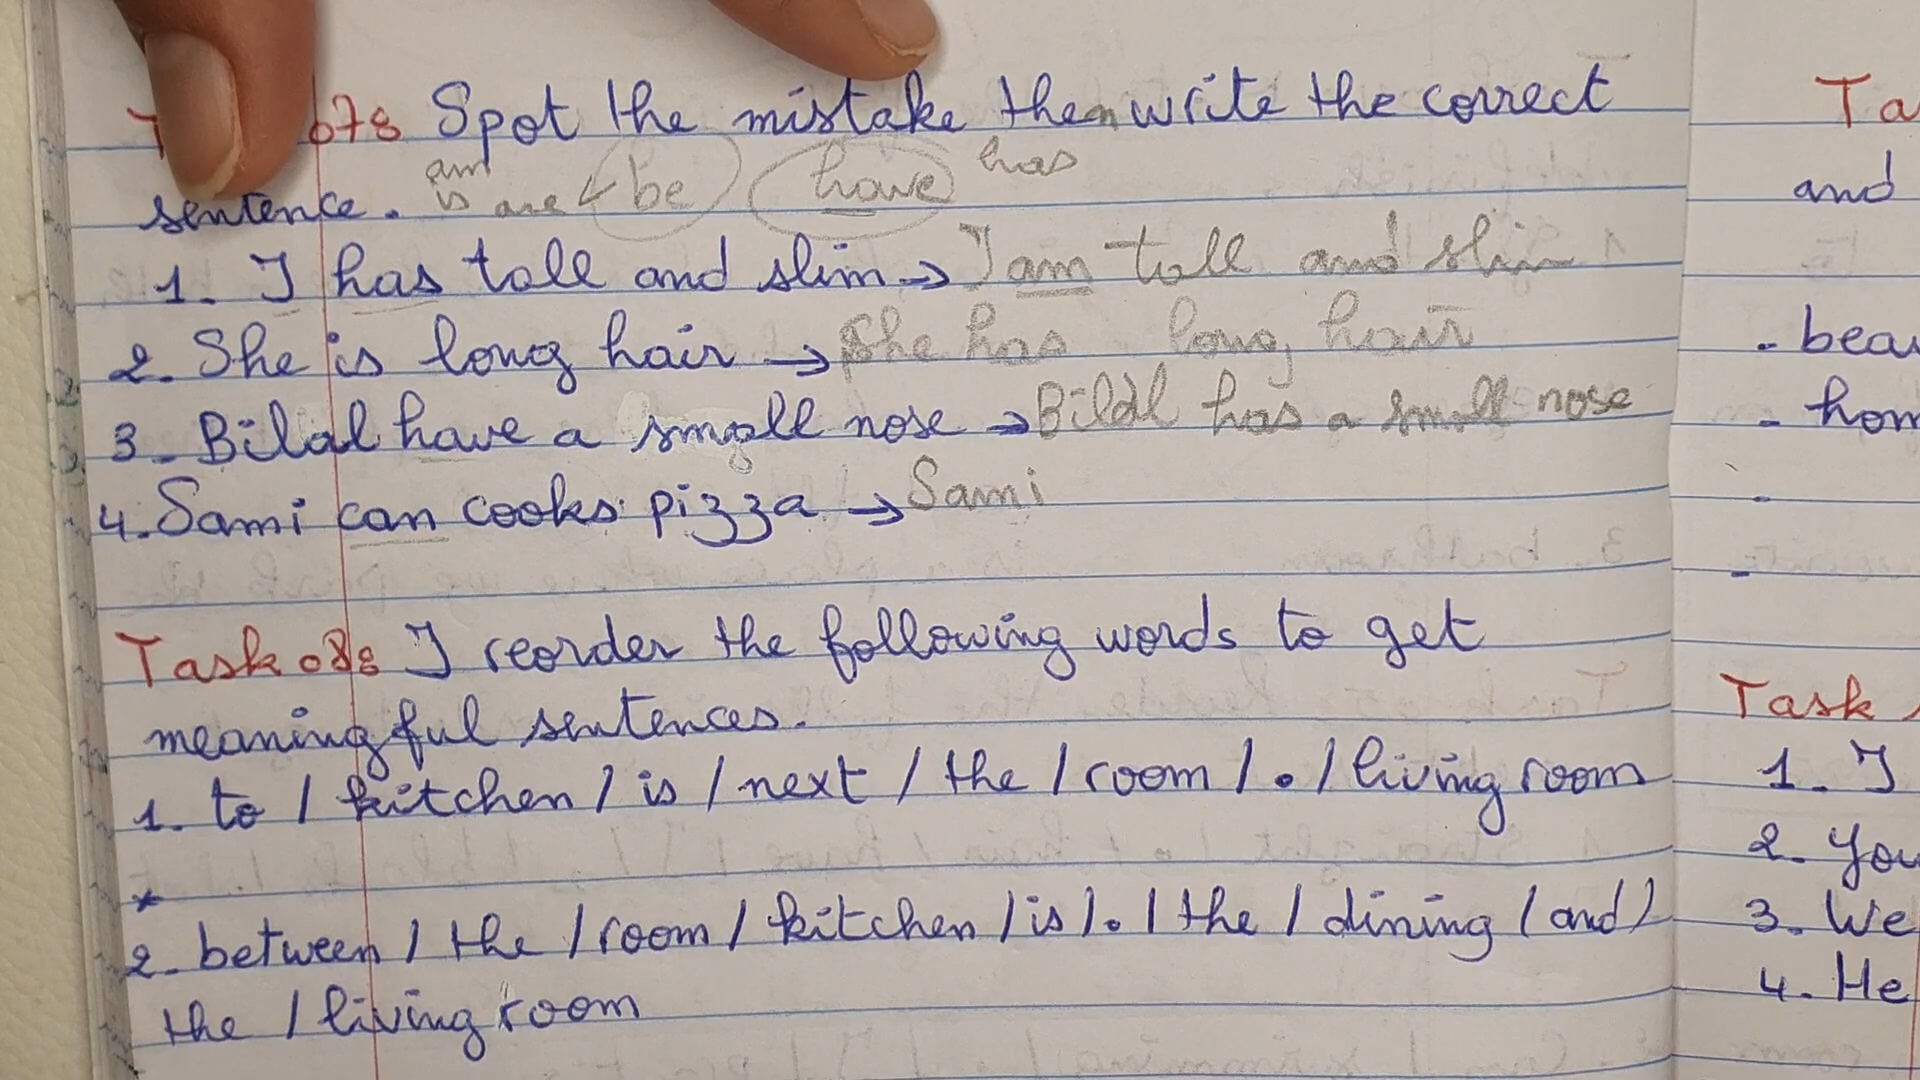 07: Spot the mistake then write the correct
am has
sentence. is are be have
1. I has tall and slim → I am tall and slim
2. She is long hair → She has long hair
3. Bilal have a small nose → Bilal has a small nose
4. Sami can cooks pizza → Sami
Task 08: I reorder the following words to get
meaningful sentences.
1. to / kitchen / is / next / the / room / . / living room
*
2. between / the / room / kitchen / is / . / the / dining / and /
the / living room
Ta
and
- beau
- hom
-
-
Task
1. I
2. You
3. We
4. He